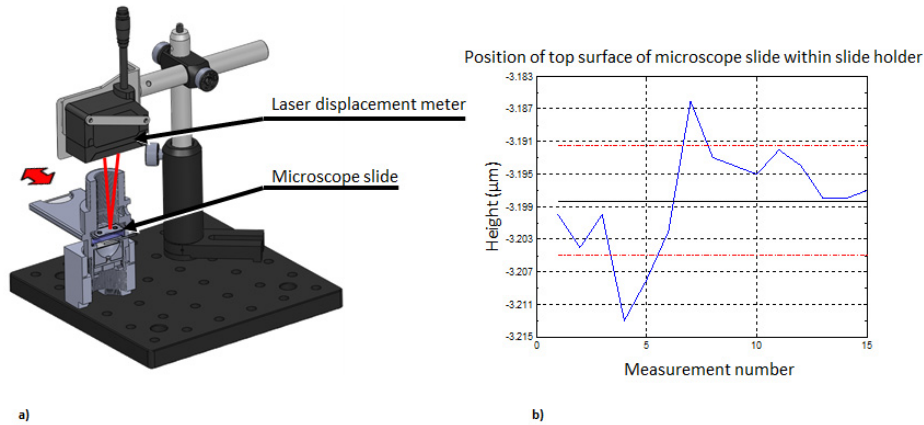 Laser displacement meter
Microscope slide
a)
Position of top surface of microscope slide within slide holder
Height (µm)
-3.183
-3.187
-3.191
-3.195
-3.199
-3.203
-3.207
-3.211
-3.215
0
5
10
15
Measurement number
b)